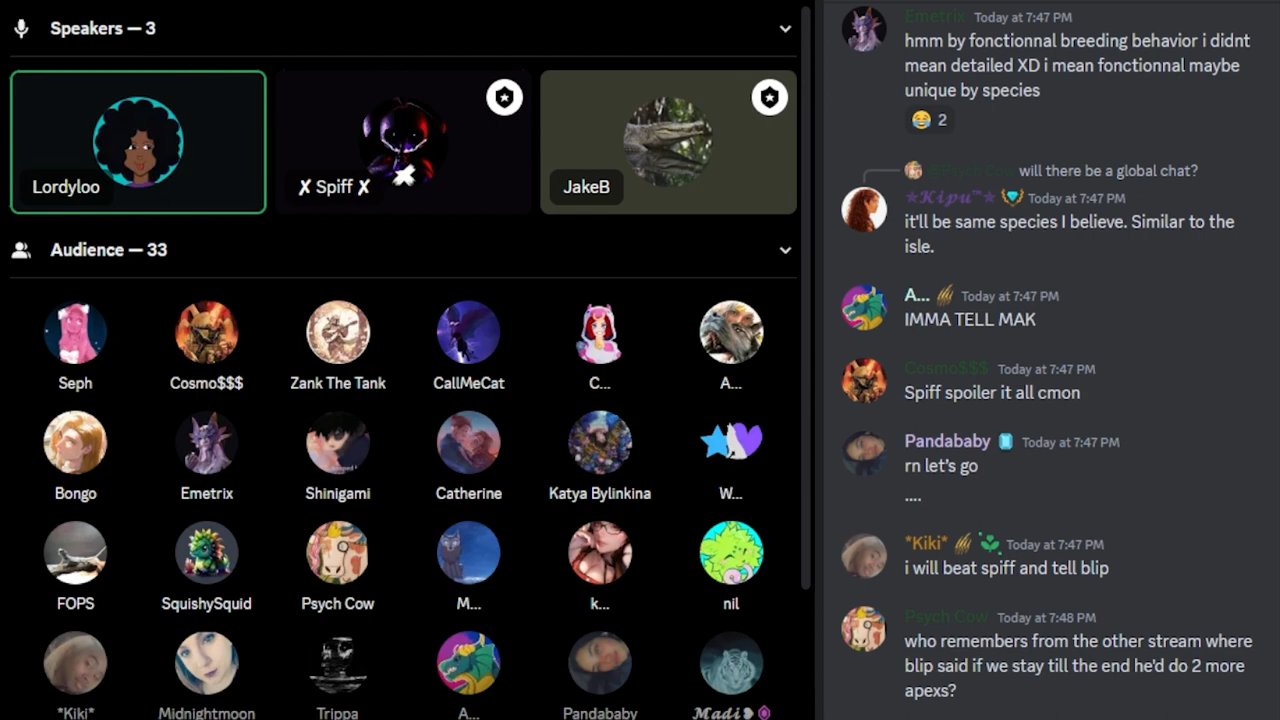 Speakers — 3
Lordyloo
✗ Spiff ✗
JakeB
Audience — 33
Seph
Cosmo$$$
Zank The Tank
CallMeCat
C...
A...
Bongo
Emetrix
Shinigami
Catherine
Katya Bylinkina
W...
FOPS
SquishySquid
Psych Cow
M...
k...
nil
*Kiki*
Midnightmoon
Trippa
A...
Pandababy
𝓜𝓪𝓭𝓲
Emetrix Today at 7:47 PM
hmm by fonctionnal breeding behavior i didnt
mean detailed XD i mean fonctionnal maybe
unique by species
😂 2
will there be a global chat?
★𝓚𝓲𝓹𝓾™★ Today at 7:47 PM
it'll be same species I believe. Similar to the
isle.
A... Today at 7:47 PM
IMMA TELL MAK
Cosmo$$$ Today at 7:47 PM
Spiff spoiler it all cmon
Pandababy Today at 7:47 PM
rn let's go
....
*Kiki* Today at 7:47 PM
i will beat spiff and tell blip
Psych Cow Today at 7:48 PM
who remembers from the other stream where
blip said if we stay till the end he'd do 2 more
apexs?